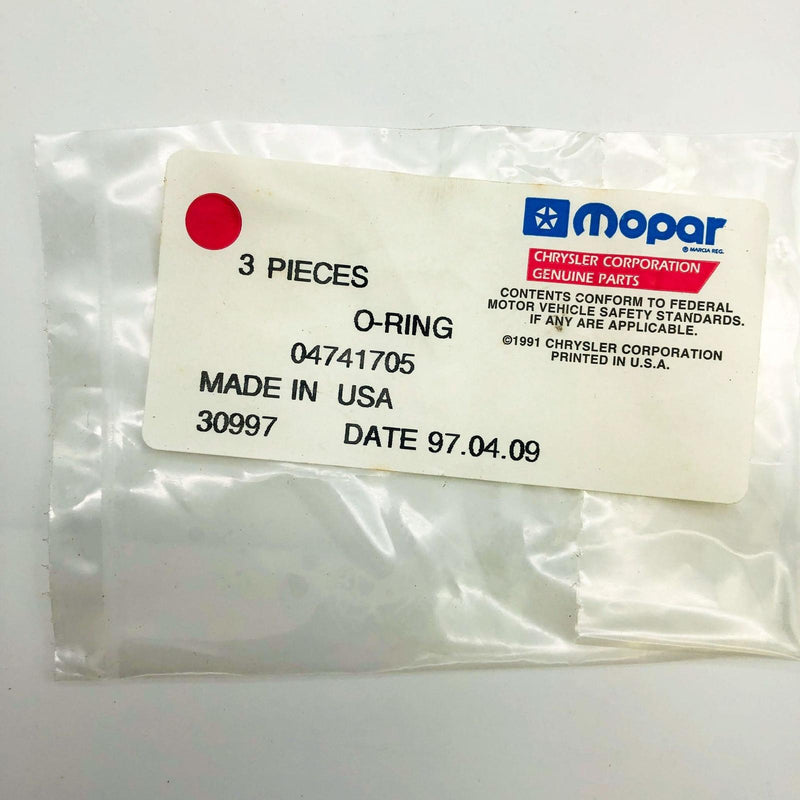 Mopar
® MARCIA REG.
CHRYSLER CORPORATION
GENUINE PARTS
CONTENTS CONFORM TO FEDERAL
MOTOR VEHICLE SAFETY STANDARDS.
IF ANY ARE APPLICABLE.
©1991 CHRYSLER CORPORATION
PRINTED IN U.S.A.
3 PIECES
O-RING
04741705
MADE IN USA
30997 DATE 97.04.09